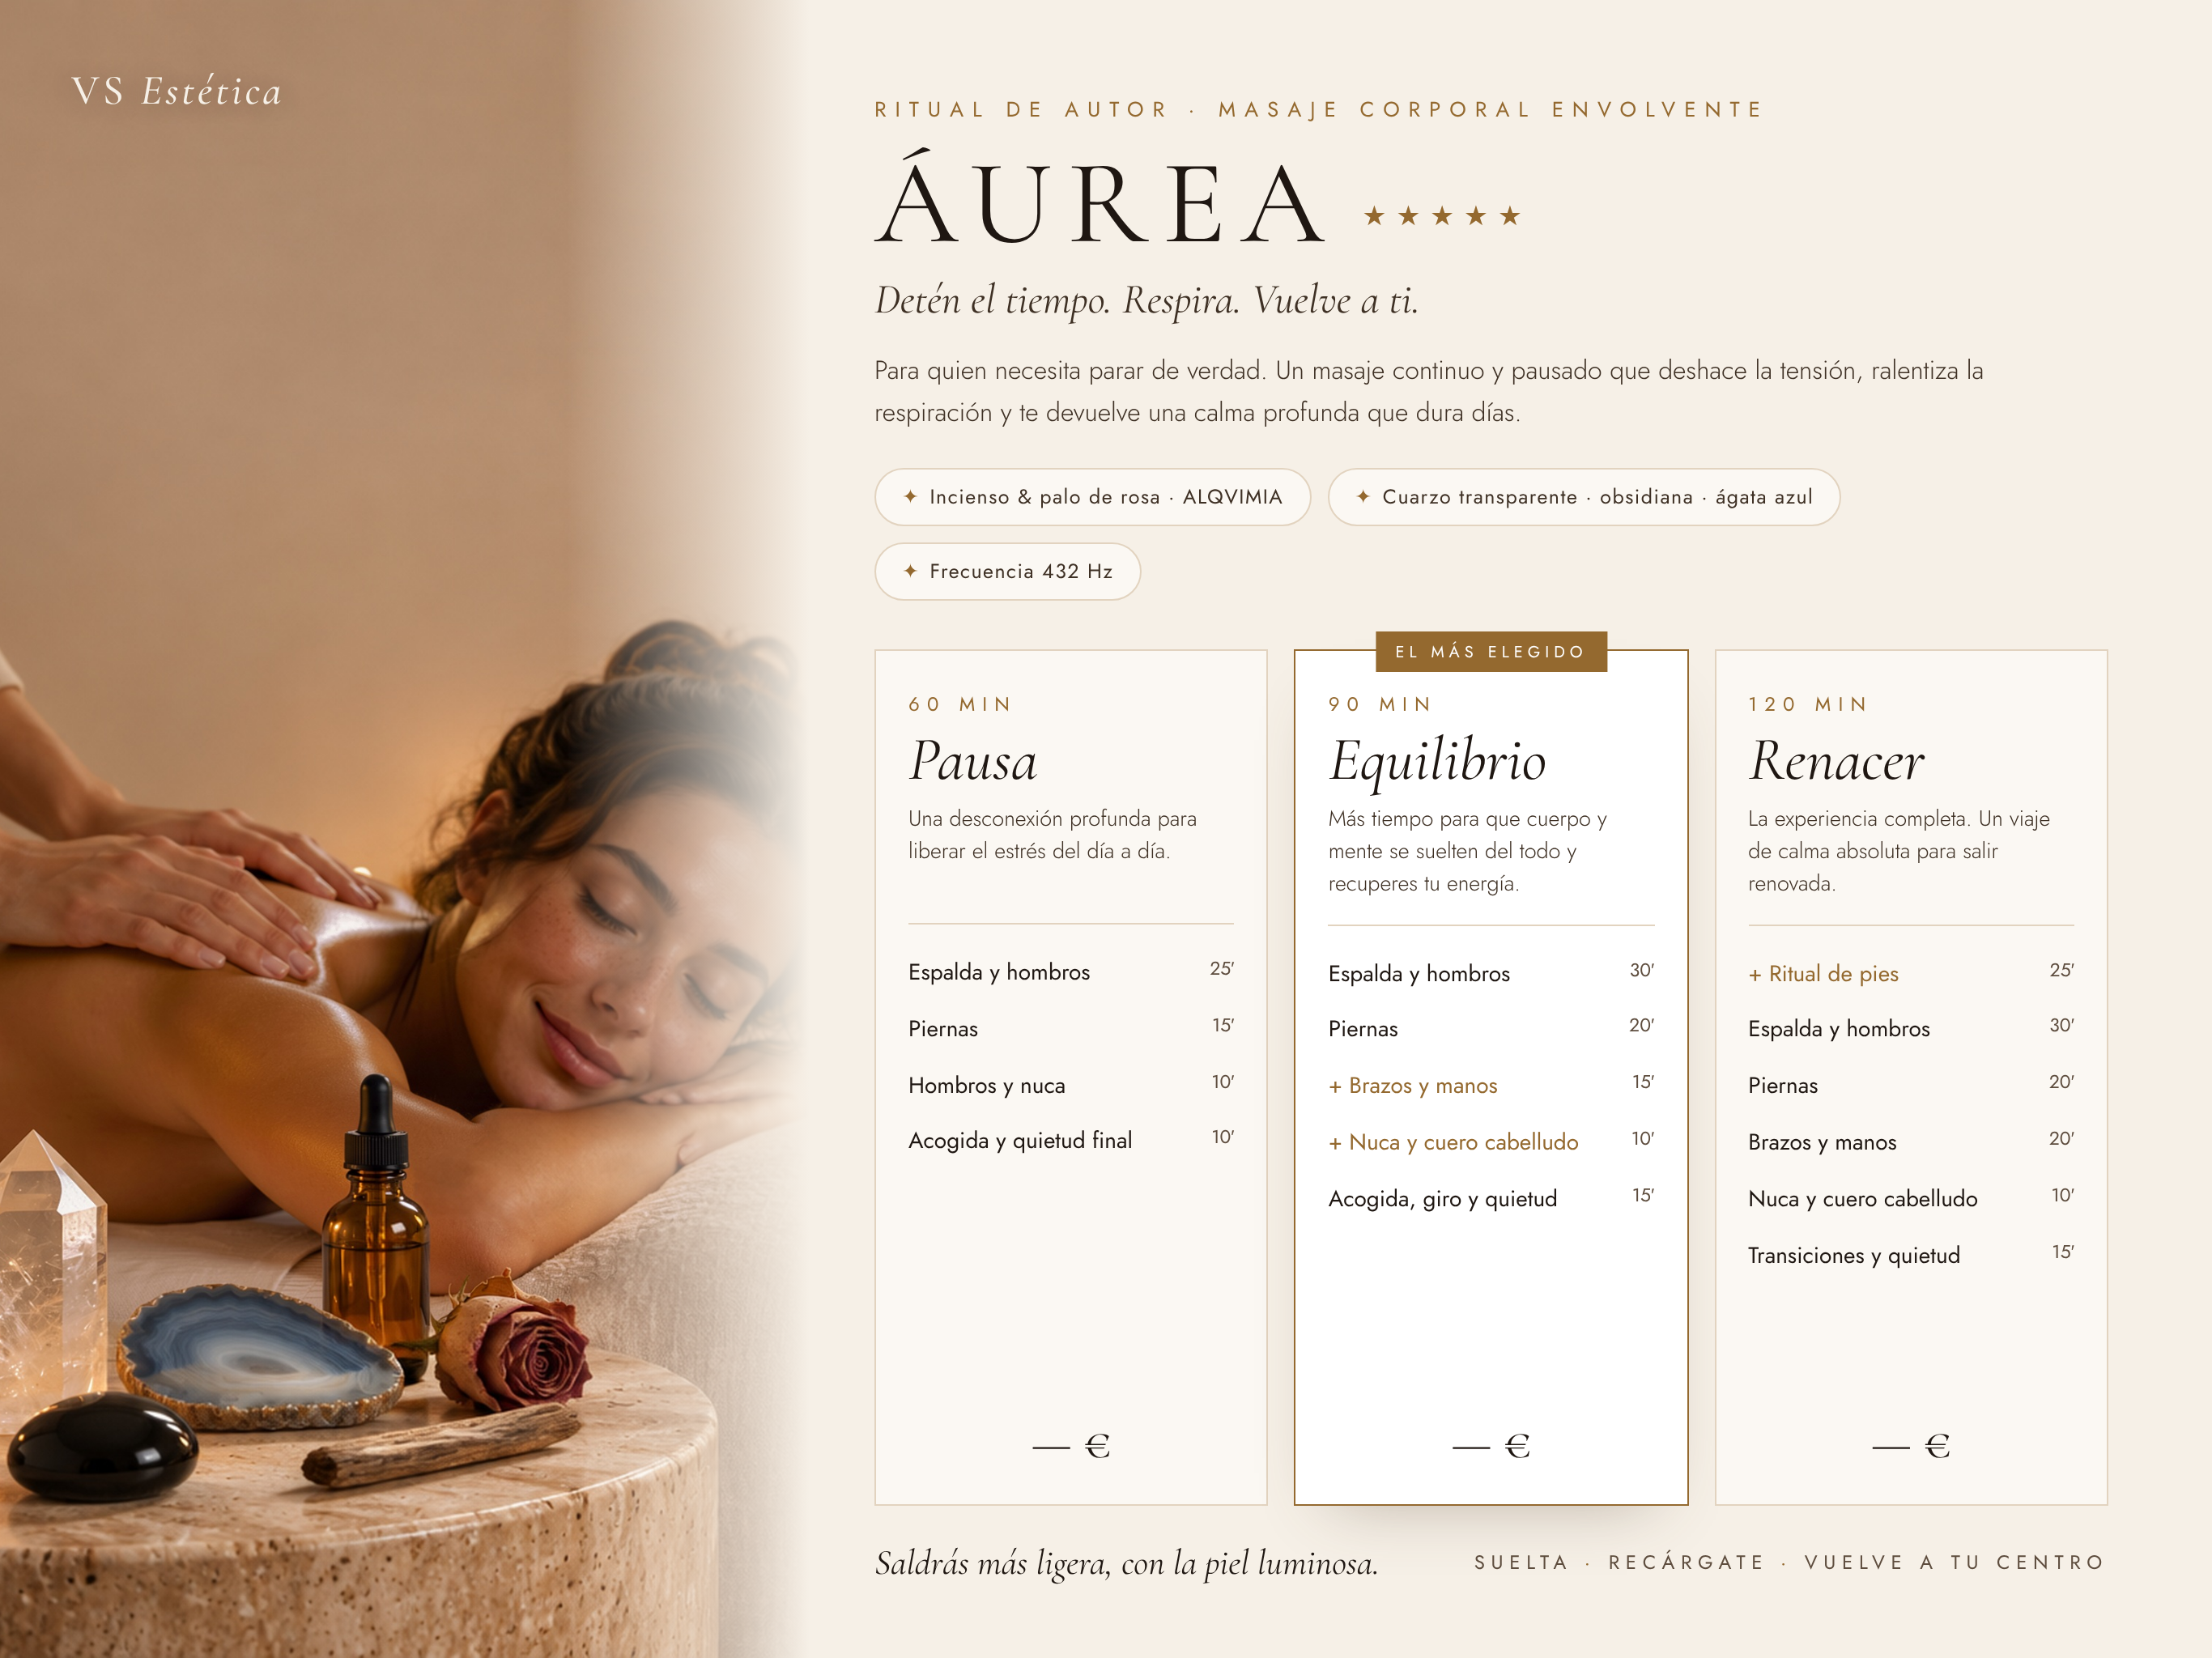 VS Estética
RITUAL DE AUTOR · MASAJE CORPORAL ENVOLVENTE
ÁUREA ★★★★★
Detén el tiempo. Respira. Vuelve a ti.
Para quien necesita parar de verdad. Un masaje continuo y pausado que deshace la tensión, ralentiza la
respiración y te devuelve una calma profunda que dura días.
✦ Incienso & palo de rosa · ALQVIMIA
✦ Cuarzo transparente · obsidiana · ágata azul
✦ Frecuencia 432 Hz
60 MIN
Pausa
Una desconexión profunda para
liberar el estrés del día a día.
Espalda y hombros 25'
Piernas 15'
Hombros y nuca 10'
Acogida y quietud final 10'
— €
EL MÁS ELEGIDO
90 MIN
Equilibrio
Más tiempo para que cuerpo y
mente se suelten del todo y
recuperes tu energía.
Espalda y hombros 30'
Piernas 20'
+ Brazos y manos 15'
+ Nuca y cuero cabelludo 10'
Acogida, giro y quietud 15'
— €
120 MIN
Renacer
La experiencia completa. Un viaje
de calma absoluta para salir
renovada.
+ Ritual de pies 25'
Espalda y hombros 30'
Piernas 20'
Brazos y manos 20'
Nuca y cuero cabelludo 10'
Transiciones y quietud 15'
— €
Saldrás más ligera, con la piel luminosa.
SUELTA · RECÁRGATE · VUELVE A TU CENTRO